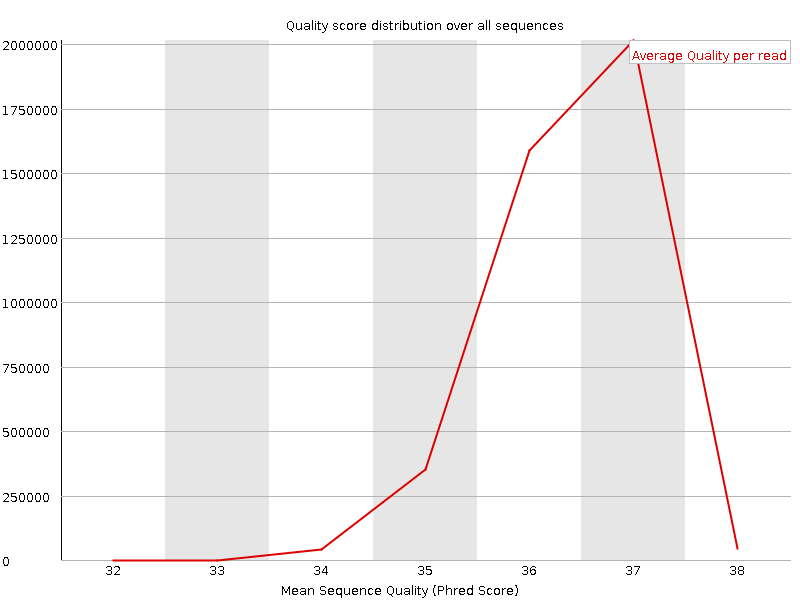 Quality score distribution over all sequences
Average Quality per read
2000000
1750000
1500000
1250000
1000000
750000
500000
250000
0
32 33 34 35 36 37 38
Mean Sequence Quality (Phred Score)